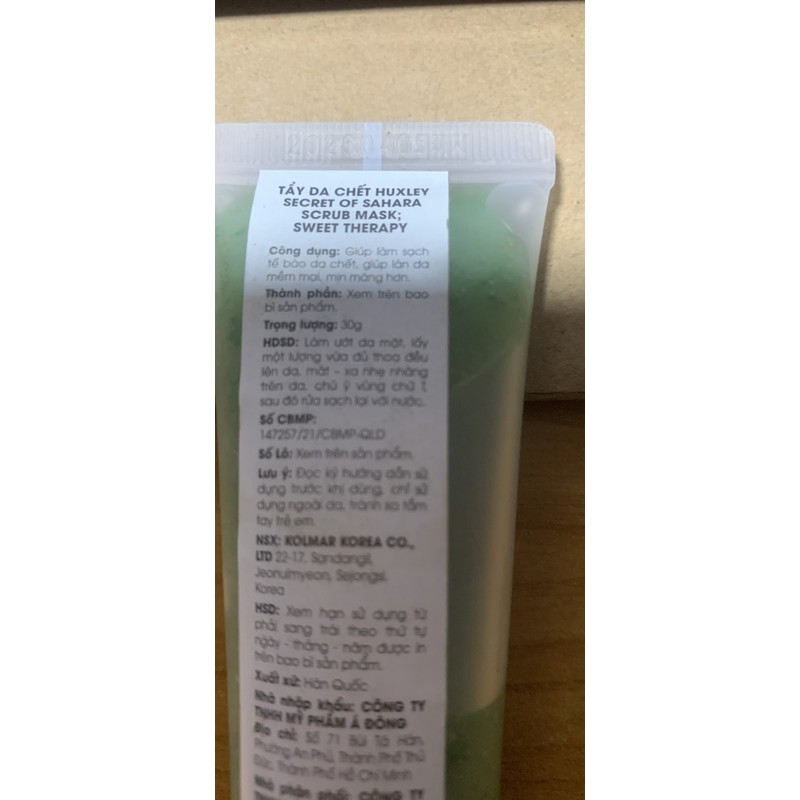 TẨY DA CHẾT HUXLEY
SECRET OF SAHARA
SCRUB MASK;
SWEET THERAPY
Công dụng: Giúp làm sạch
tế bào da chết, giúp làn da
mềm mại, mịn màng hơn.
Thành phần: Xem trên bao
bì sản phẩm.
Trọng lượng: 30g
HDSD: Làm ướt da mặt, lấy
một lượng vừa đủ thoa đều
lên da, mát - xa nhẹ nhàng
trên da, chú ý vùng chữ T,
sau đó rửa sạch lại với nước.
Số CBMP:
147257/21/CBMP-QLD
Số Lô: Xem trên sản phẩm.
Lưu ý: Đọc kỹ hướng dẫn sử
dụng trước khi dùng, chỉ sử
dụng ngoài da, tránh xa tầm
tay trẻ em.
NSX: KOLMAR KOREA CO.,
LTD 22-17, Sandangil,
Jeonuimyeon, Sejongsi,
Korea
HSD: Xem hạn sử dụng từ
phải sang trái theo thứ tự
ngày - tháng - năm được in
trên bao bì sản phẩm.
Xuất xứ: Hàn Quốc
Nhà nhập khẩu: CÔNG TY
TNHH MỸ PHẨM Á ĐÔNG
Địa chỉ: Số 71 Bùi Tá Hán,
Phường An Phú, Thành Phố Thủ
Đức, Thành Phố Hồ Chí Minh
Nhà phân phối: CÔNG TY